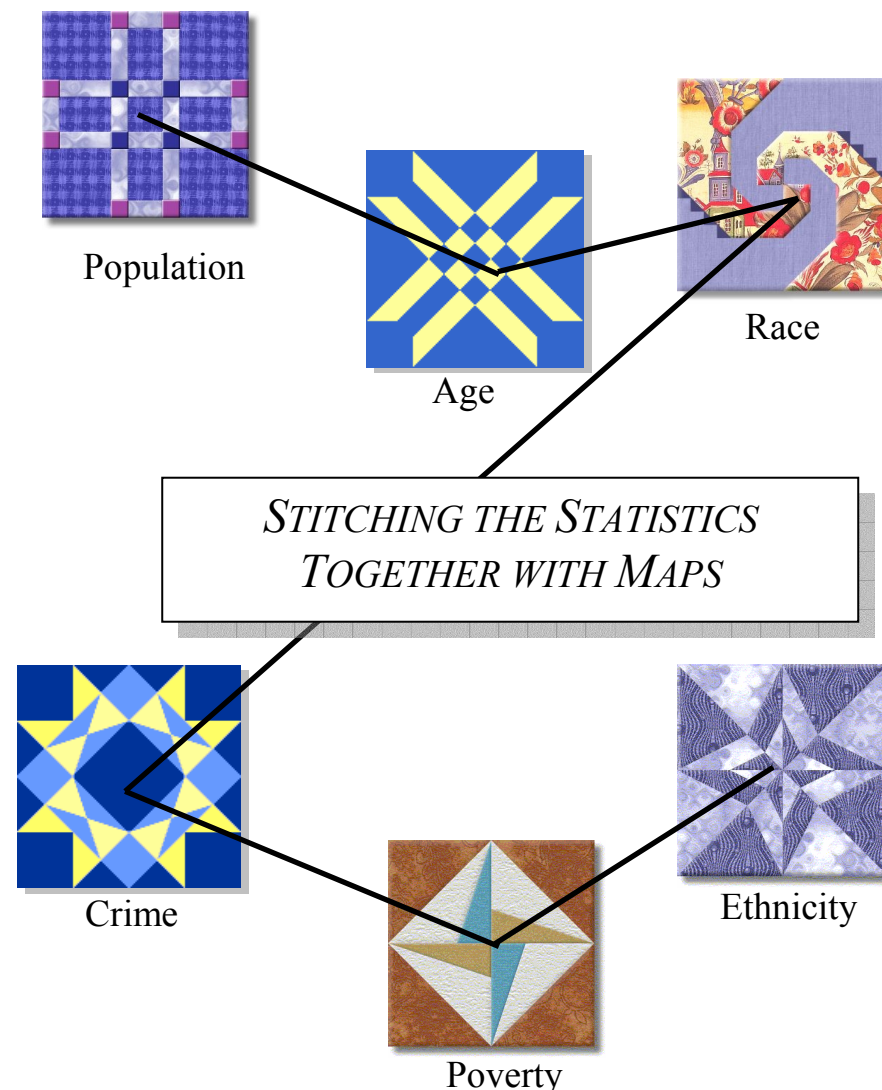 Population
Race
Age
STITCHING THE STATISTICS
TOGETHER WITH MAPS
Crime
Ethnicity
Poverty